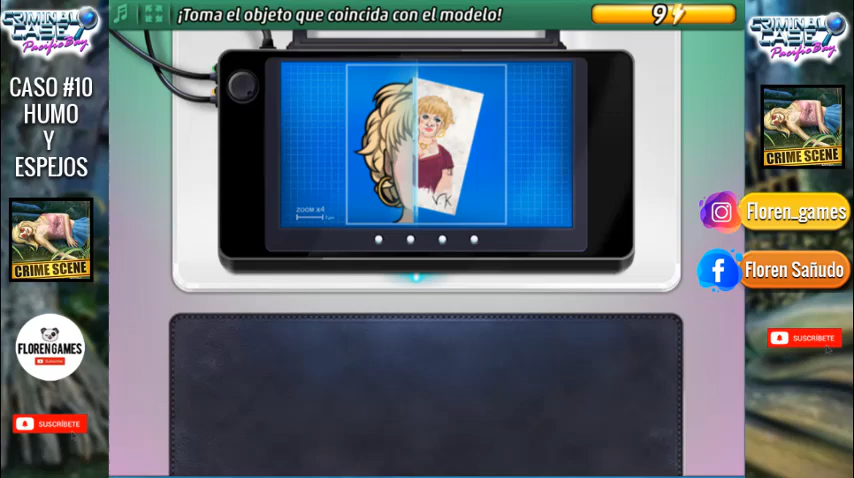 CRIMINAL CASE
Pacific Bay
CASO #10
HUMO
Y
ESPEJOS
CRIME SCENE
FLOREN GAMES
SUSCRÍBETE
¡Toma el objeto que coincida con el modelo!
9
ZOOM X4
VK
CRIMINAL CASE
Pacific Bay
CRIME SCENE
Floren_games
Floren Sañudo
SUSCRÍBETE